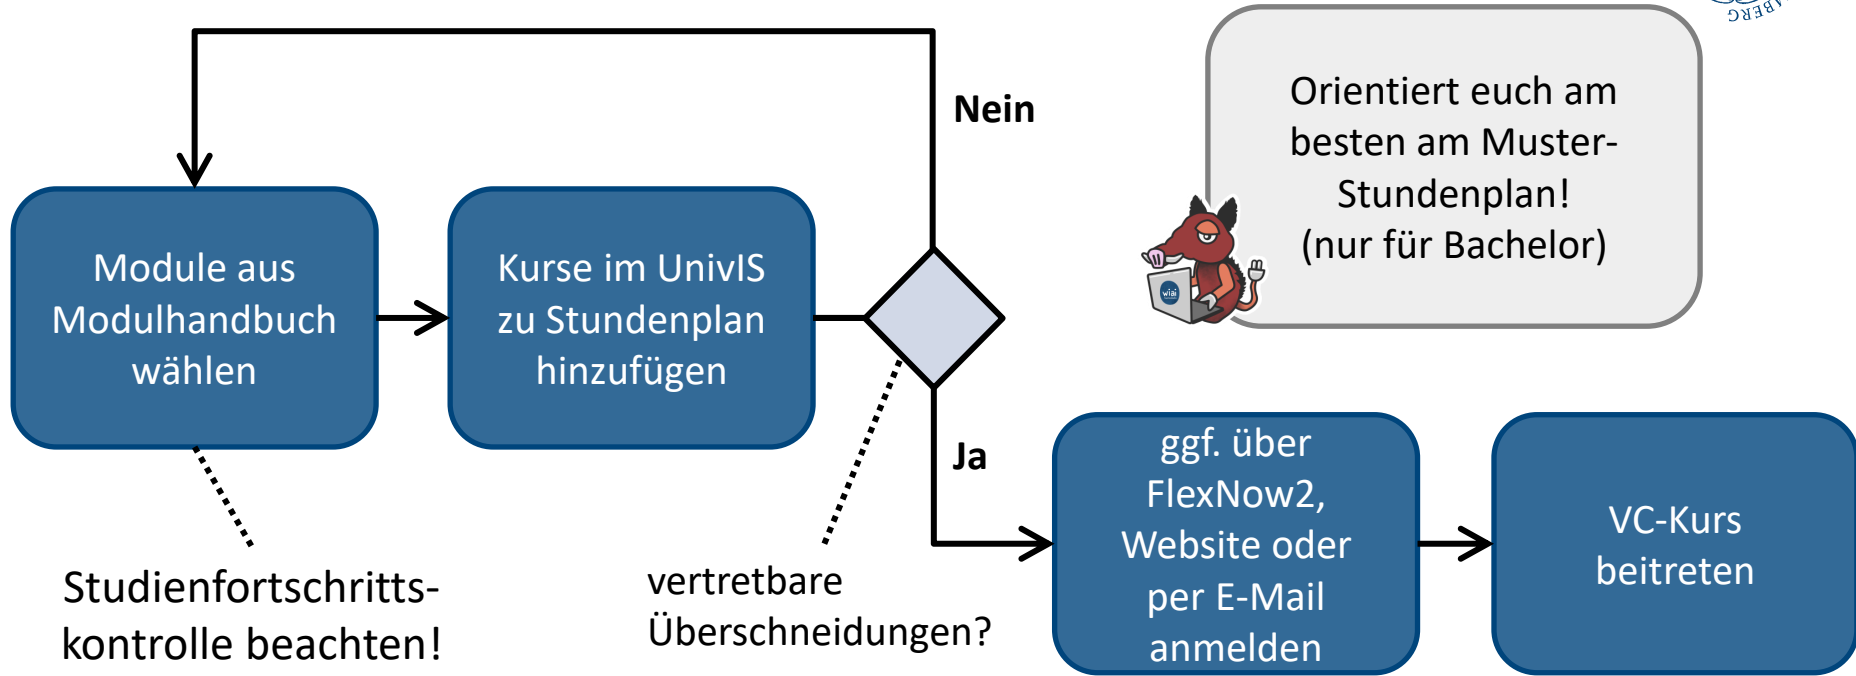 Nein
Orientiert euch am
besten am Muster-
Stundenplan!
(nur für Bachelor)
Module aus
Modulhandbuch
wählen
Kurse im UnivIS
zu Stundenplan
hinzufügen
wiai
Ja
Studienfortschritts-
kontrolle beachten!
vertretbare
Überschneidungen?
ggf. über
FlexNow2,
Website oder
per E-Mail
anmelden
VC-Kurs
beitreten